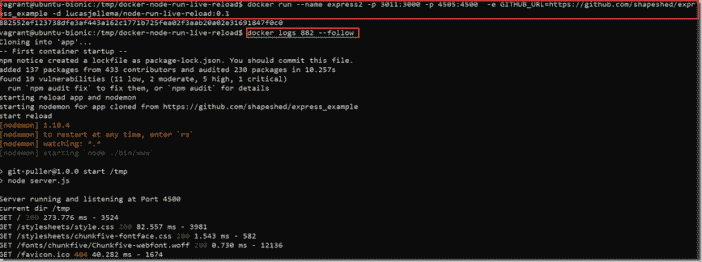 vagrant@ubuntu-bionic:/tmp/docker-node-run-live-reload$ docker run --name express2 -p 3011:3000 -p 4505:4500  -e GITHUB_URL=https://github.com/shapeshed/expr
ess_example -d lucasjellema/node-run-live-reload:0.1
882552ef123738dfe3af443a162c1771b725fea02f3aab20a02e31691847f0c0
vagrant@ubuntu-bionic:/tmp/docker-node-run-live-reload$ docker logs 882 --follow
Cloning into 'app'...
-- First container startup --
npm notice created a lockfile as package-lock.json. You should commit this file.
added 137 packages from 433 contributors and audited 230 packages in 10.257s
found 19 vulnerabilities (11 low, 2 moderate, 5 high, 1 critical)
  run `npm audit fix` to fix them, or `npm audit` for details
starting reload app and nodemon
starting nodemon for app cloned from https://github.com/shapeshed/express_example
start reload
[nodemon] 1.18.4
[nodemon] to restart at any time, enter `rs`
[nodemon] watching: *.*
[nodemon] starting `node ./bin/www`
> git-puller@1.0.0 start /tmp
> node server.js
Server running and listening at Port 4500
current dir /tmp
GET / 200 273.776 ms - 3524
GET /stylesheets/style.css 200 82.557 ms - 3981
GET /stylesheets/chunkfive-fontface.css 200 1.543 ms - 582
GET /fonts/chunkfive/Chunkfive-webfont.woff 200 0.730 ms - 12136
GET /favicon.ico 404 40.282 ms - 1674